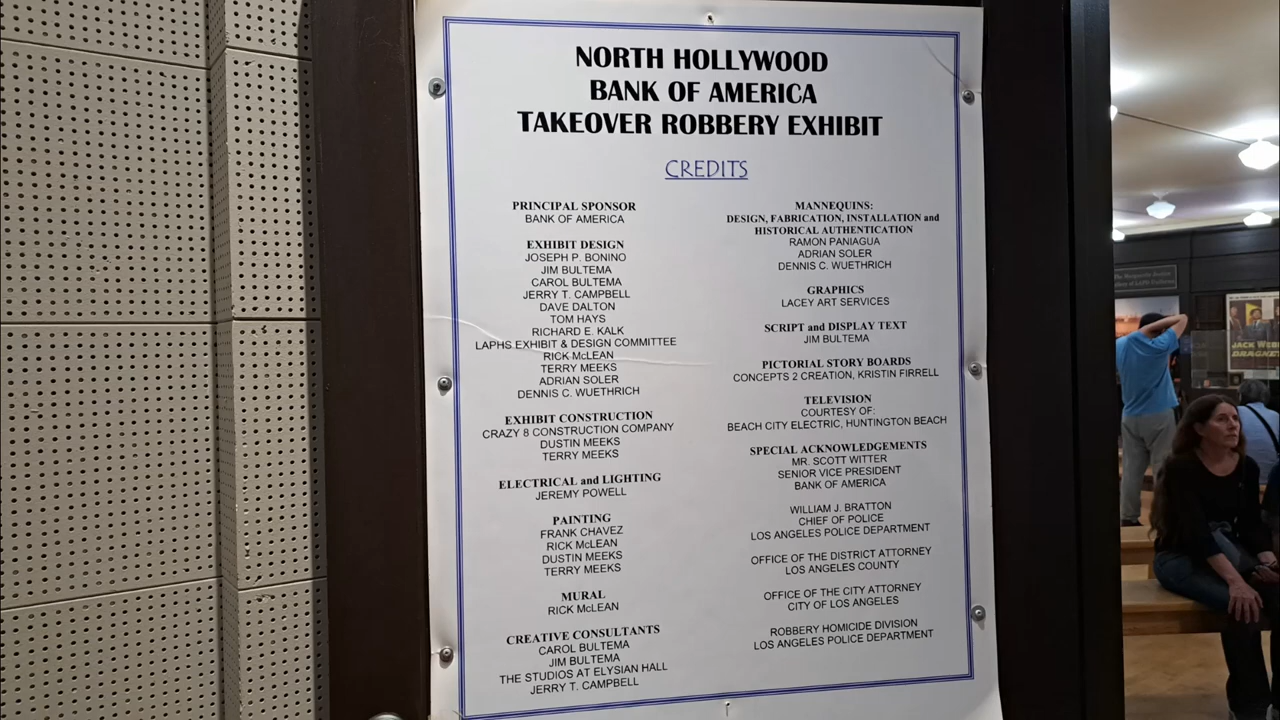 NORTH HOLLYWOOD
BANK OF AMERICA
TAKEOVER ROBBERY EXHIBIT
CREDITS
PRINCIPAL SPONSOR
BANK OF AMERICA
EXHIBIT DESIGN
JOSEPH P. BONINO
JIM BULTEMA
CAROL BULTEMA
JERRY T. CAMPBELL
DAVE DALTON
TOM HAYS
RICHARD E. KALK
LAPHS EXHIBIT & DESIGN COMMITTEE
RICK McLEAN
TERRY MEEKS
ADRIAN SOLER
DENNIS C. WUETHRICH
EXHIBIT CONSTRUCTION
CRAZY 8 CONSTRUCTION COMPANY
DUSTIN MEEKS
TERRY MEEKS
ELECTRICAL and LIGHTING
JEREMY POWELL
PAINTING
FRANK CHAVEZ
RICK McLEAN
DUSTIN MEEKS
TERRY MEEKS
MURAL
RICK McLEAN
CREATIVE CONSULTANTS
CAROL BULTEMA
JIM BULTEMA
THE STUDIOS AT ELYSIAN HALL
JERRY T. CAMPBELL
MANNEQUINS:
DESIGN, FABRICATION, INSTALLATION and
HISTORICAL AUTHENTICATION
RAMON PANIAGUA
ADRIAN SOLER
DENNIS C. WUETHRICH
GRAPHICS
LACEY ART SERVICES
SCRIPT and DISPLAY TEXT
JIM BULTEMA
PICTORIAL STORY BOARDS
CONCEPTS 2 CREATION, KRISTIN FIRRELL
TELEVISION
COURTESY OF:
BEACH CITY ELECTRIC, HUNTINGTON BEACH
SPECIAL ACKNOWLEDGEMENTS
MR. SCOTT WITTER
SENIOR VICE PRESIDENT
BANK OF AMERICA
WILLIAM J. BRATTON
CHIEF OF POLICE
LOS ANGELES POLICE DEPARTMENT
OFFICE OF THE DISTRICT ATTORNEY
LOS ANGELES COUNTY
OFFICE OF THE CITY ATTORNEY
CITY OF LOS ANGELES
ROBBERY HOMICIDE DIVISION
LOS ANGELES POLICE DEPARTMENT
JACK WEBB
DRAGNET